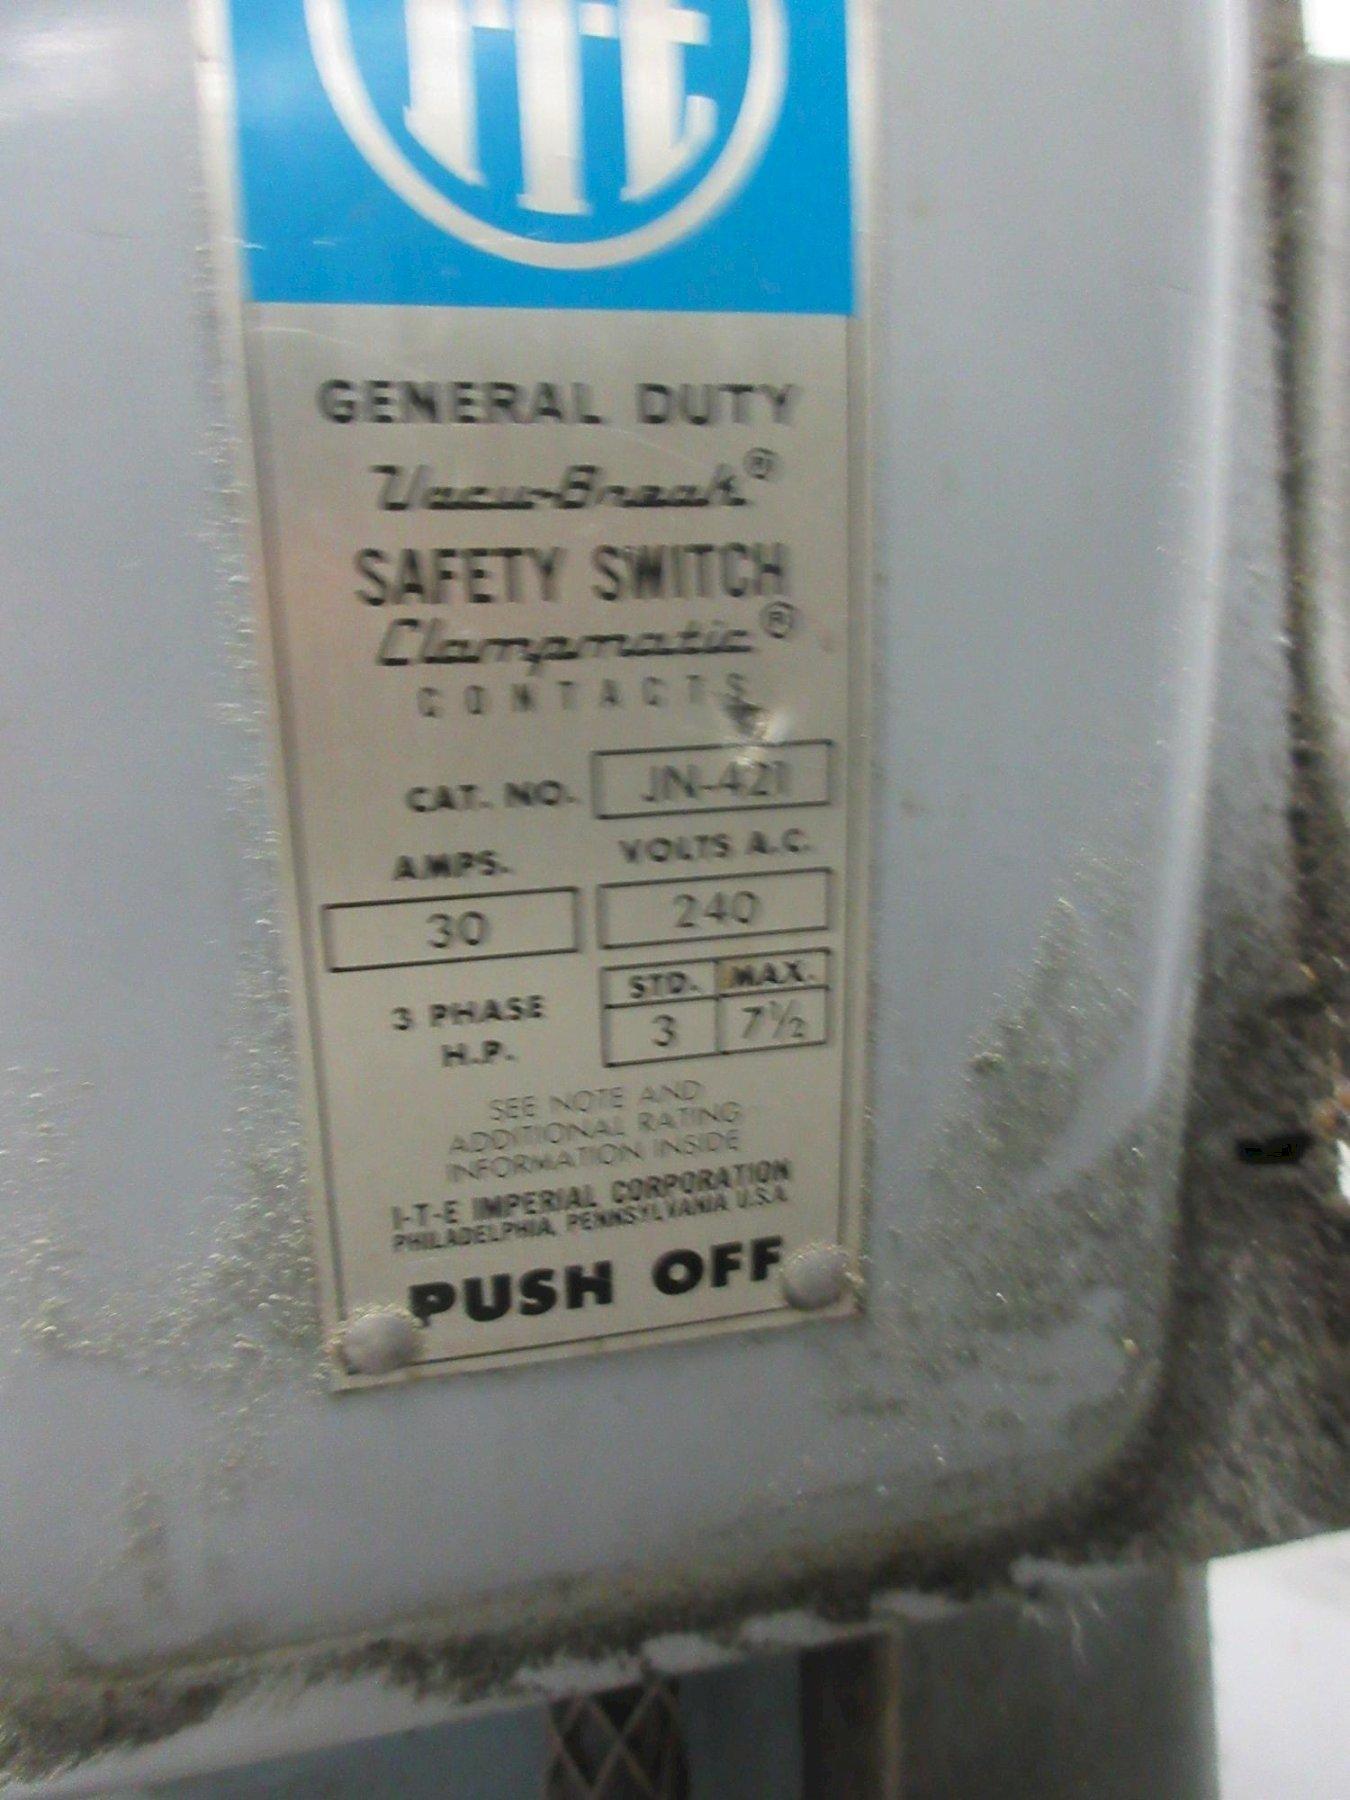 ITE
GENERAL DUTY
Vacu-Break®
SAFETY SWITCH
Clampmatic®
CONTACTS
CAT. NO. JN-421
AMPS. VOLTS A.C.
30 240
STD. MAX.
3 PHASE H.P. 3 7½
SEE NOTE AND
ADDITIONAL RATING
INFORMATION INSIDE
I-T-E IMPERIAL CORPORATION
PHILADELPHIA, PENNSYLVANIA U.S.A.
PUSH OFF